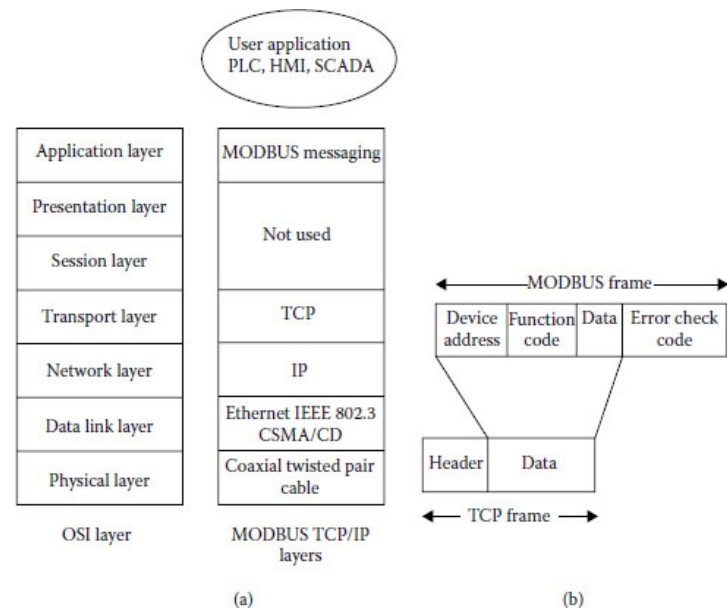 User application
PLC, HMI, SCADA
Application layer
Presentation layer
Session layer
Transport layer
Network layer
Data link layer
Physical layer
OSI layer
MODBUS messaging
Not used
TCP
IP
Ethernet IEEE 802.3
CSMA/CD
Coaxial twisted pair
cable
MODBUS TCP/IP
layers
(a)
MODBUS frame
Device
address
Function
code
Data
Error check
code
Header
Data
TCP frame
(b)